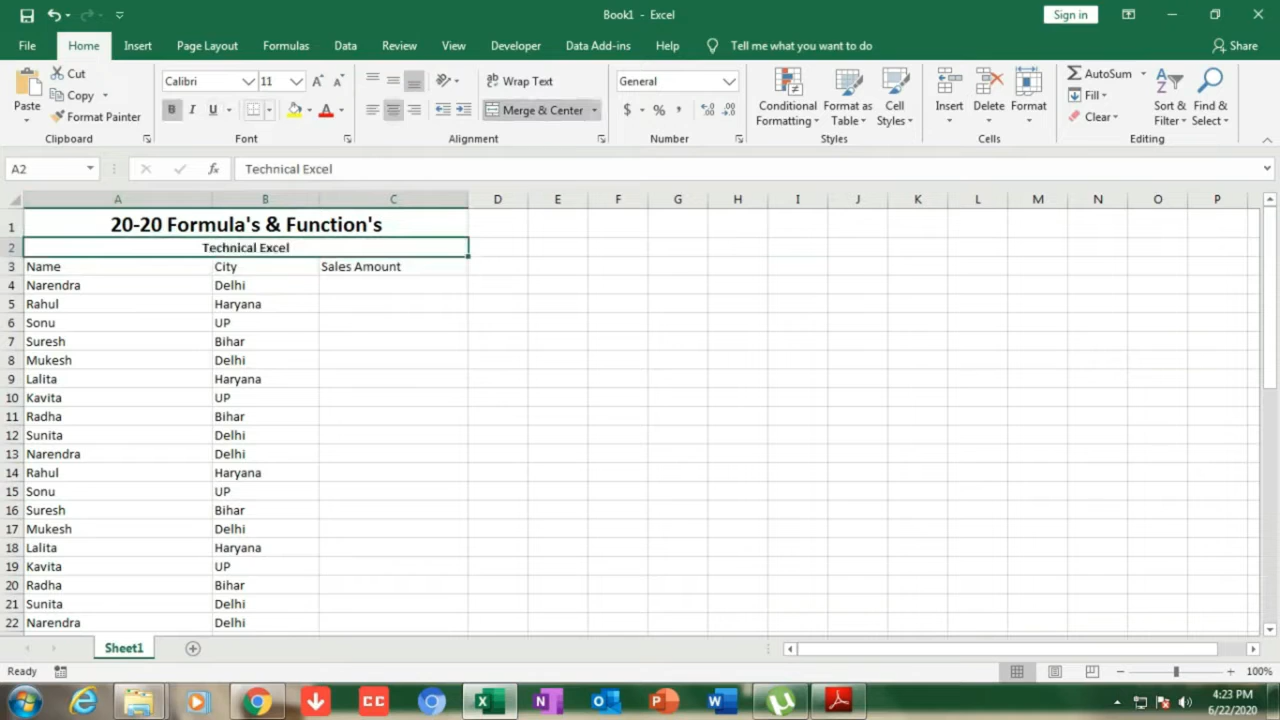 Book1 - Excel
Sign in
File Home Insert Page Layout Formulas Data Review View Developer Data Add-ins Help Tell me what you want to do Share
Cut
Copy
Format Painter
Paste
Clipboard
Calibri 11
B I U A
Font
Wrap Text
Merge & Center
Alignment
General
$ % ,
Number
Conditional Formatting
Format as Table
Cell Styles
Styles
Insert Delete Format
Cells
AutoSum
Fill
Clear
Sort & Filter
Find & Select
Editing
A2 fx Technical Excel
A B C D E F G H I J K L M N O P
1 20-20 Formula's & Function's
2 Technical Excel
3 Name City Sales Amount
4 Narendra Delhi
5 Rahul Haryana
6 Sonu UP
7 Suresh Bihar
8 Mukesh Delhi
9 Lalita Haryana
10 Kavita UP
11 Radha Bihar
12 Sunita Delhi
13 Narendra Delhi
14 Rahul Haryana
15 Sonu UP
16 Suresh Bihar
17 Mukesh Delhi
18 Lalita Haryana
19 Kavita UP
20 Radha Bihar
21 Sunita Delhi
22 Narendra Delhi
Sheet1
Ready
100%
4:23 PM
6/22/2020